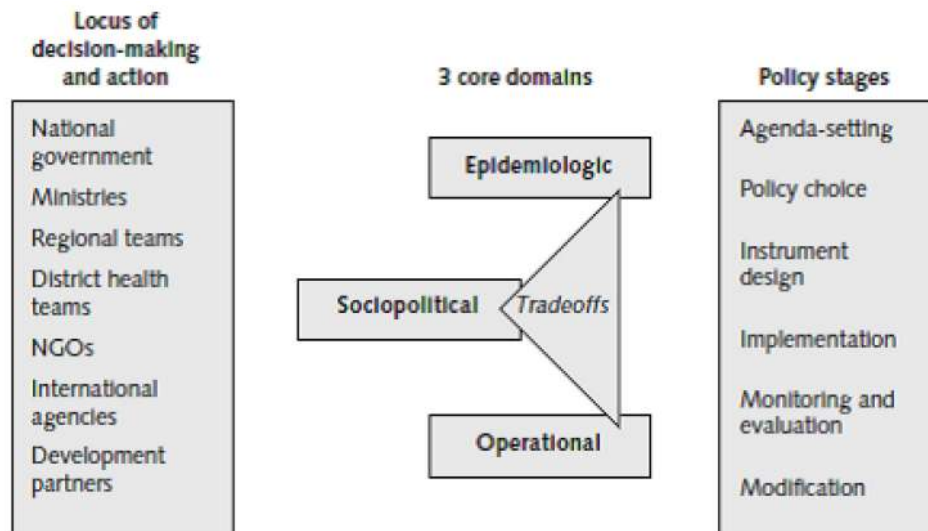 Locus of
decision-making
and action
National
government
Ministries
Regional teams
District health
teams
NGOs
International
agencies
Development
partners
3 core domains
Epidemiologic
Sociopolitical
Tradeoffs
Operational
Policy stages
Agenda-setting
Policy choice
Instrument
design
Implementation
Monitoring and
evaluation
Modification